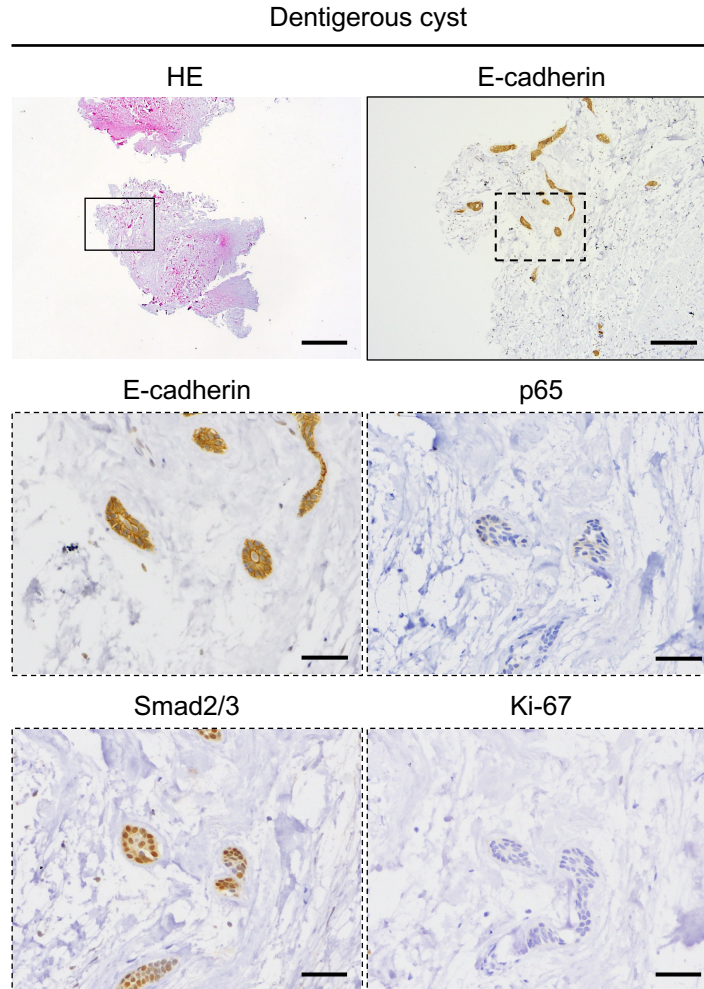 Dentigerous cyst
HE
E-cadherin
E-cadherin
p65
Smad2/3
Ki-67